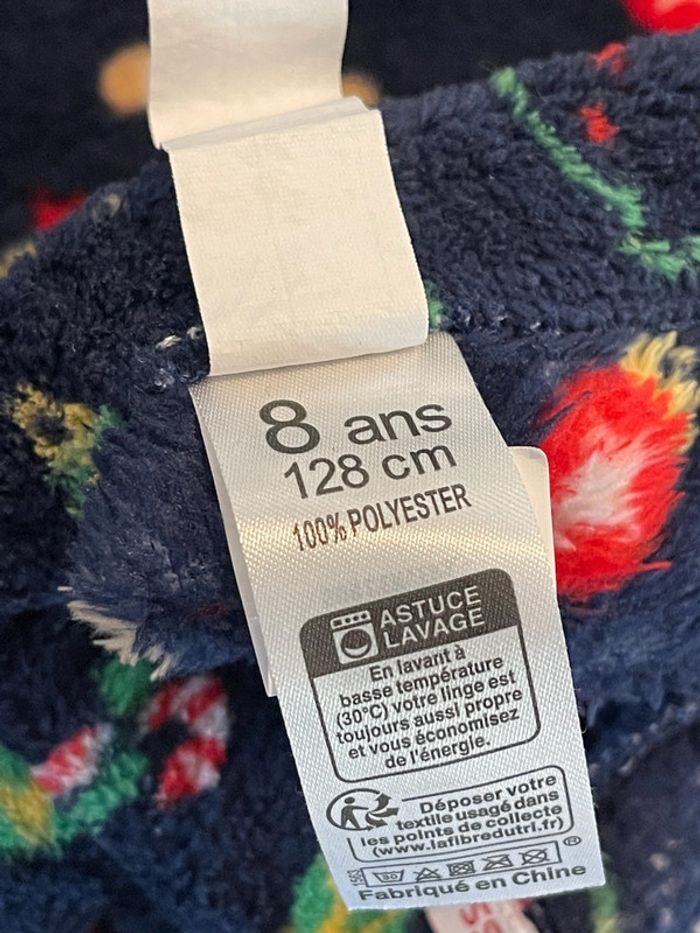 8 ans
128 cm
100% POLYESTER
ASTUCE
LAVAGE
En lavant à
basse température
(30°C) votre linge est
toujours aussi propre
et vous économisez
de l'énergie.
Déposer votre
textile usagé dans
les points de collecte
(www.lafibredutri.fr)
30
®
Fabriqué en Chine